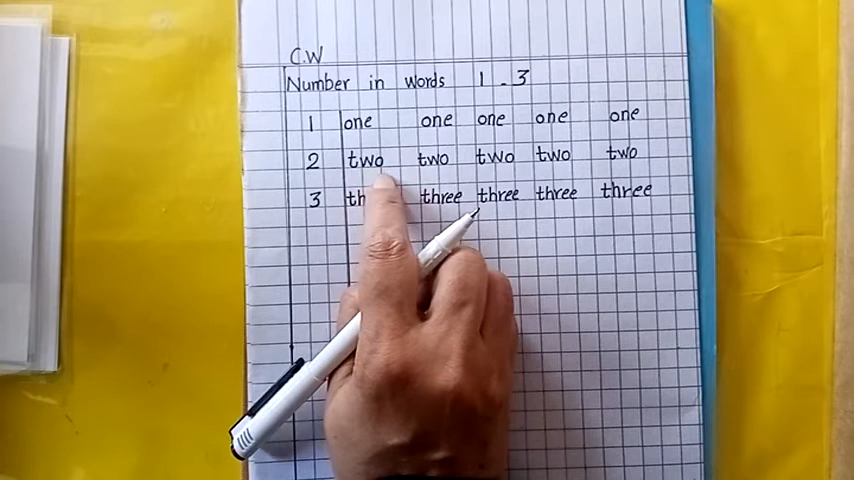 C.W
Number in words 1 - 3
1 one one one one one
2 two two two two two
3 th three three three three